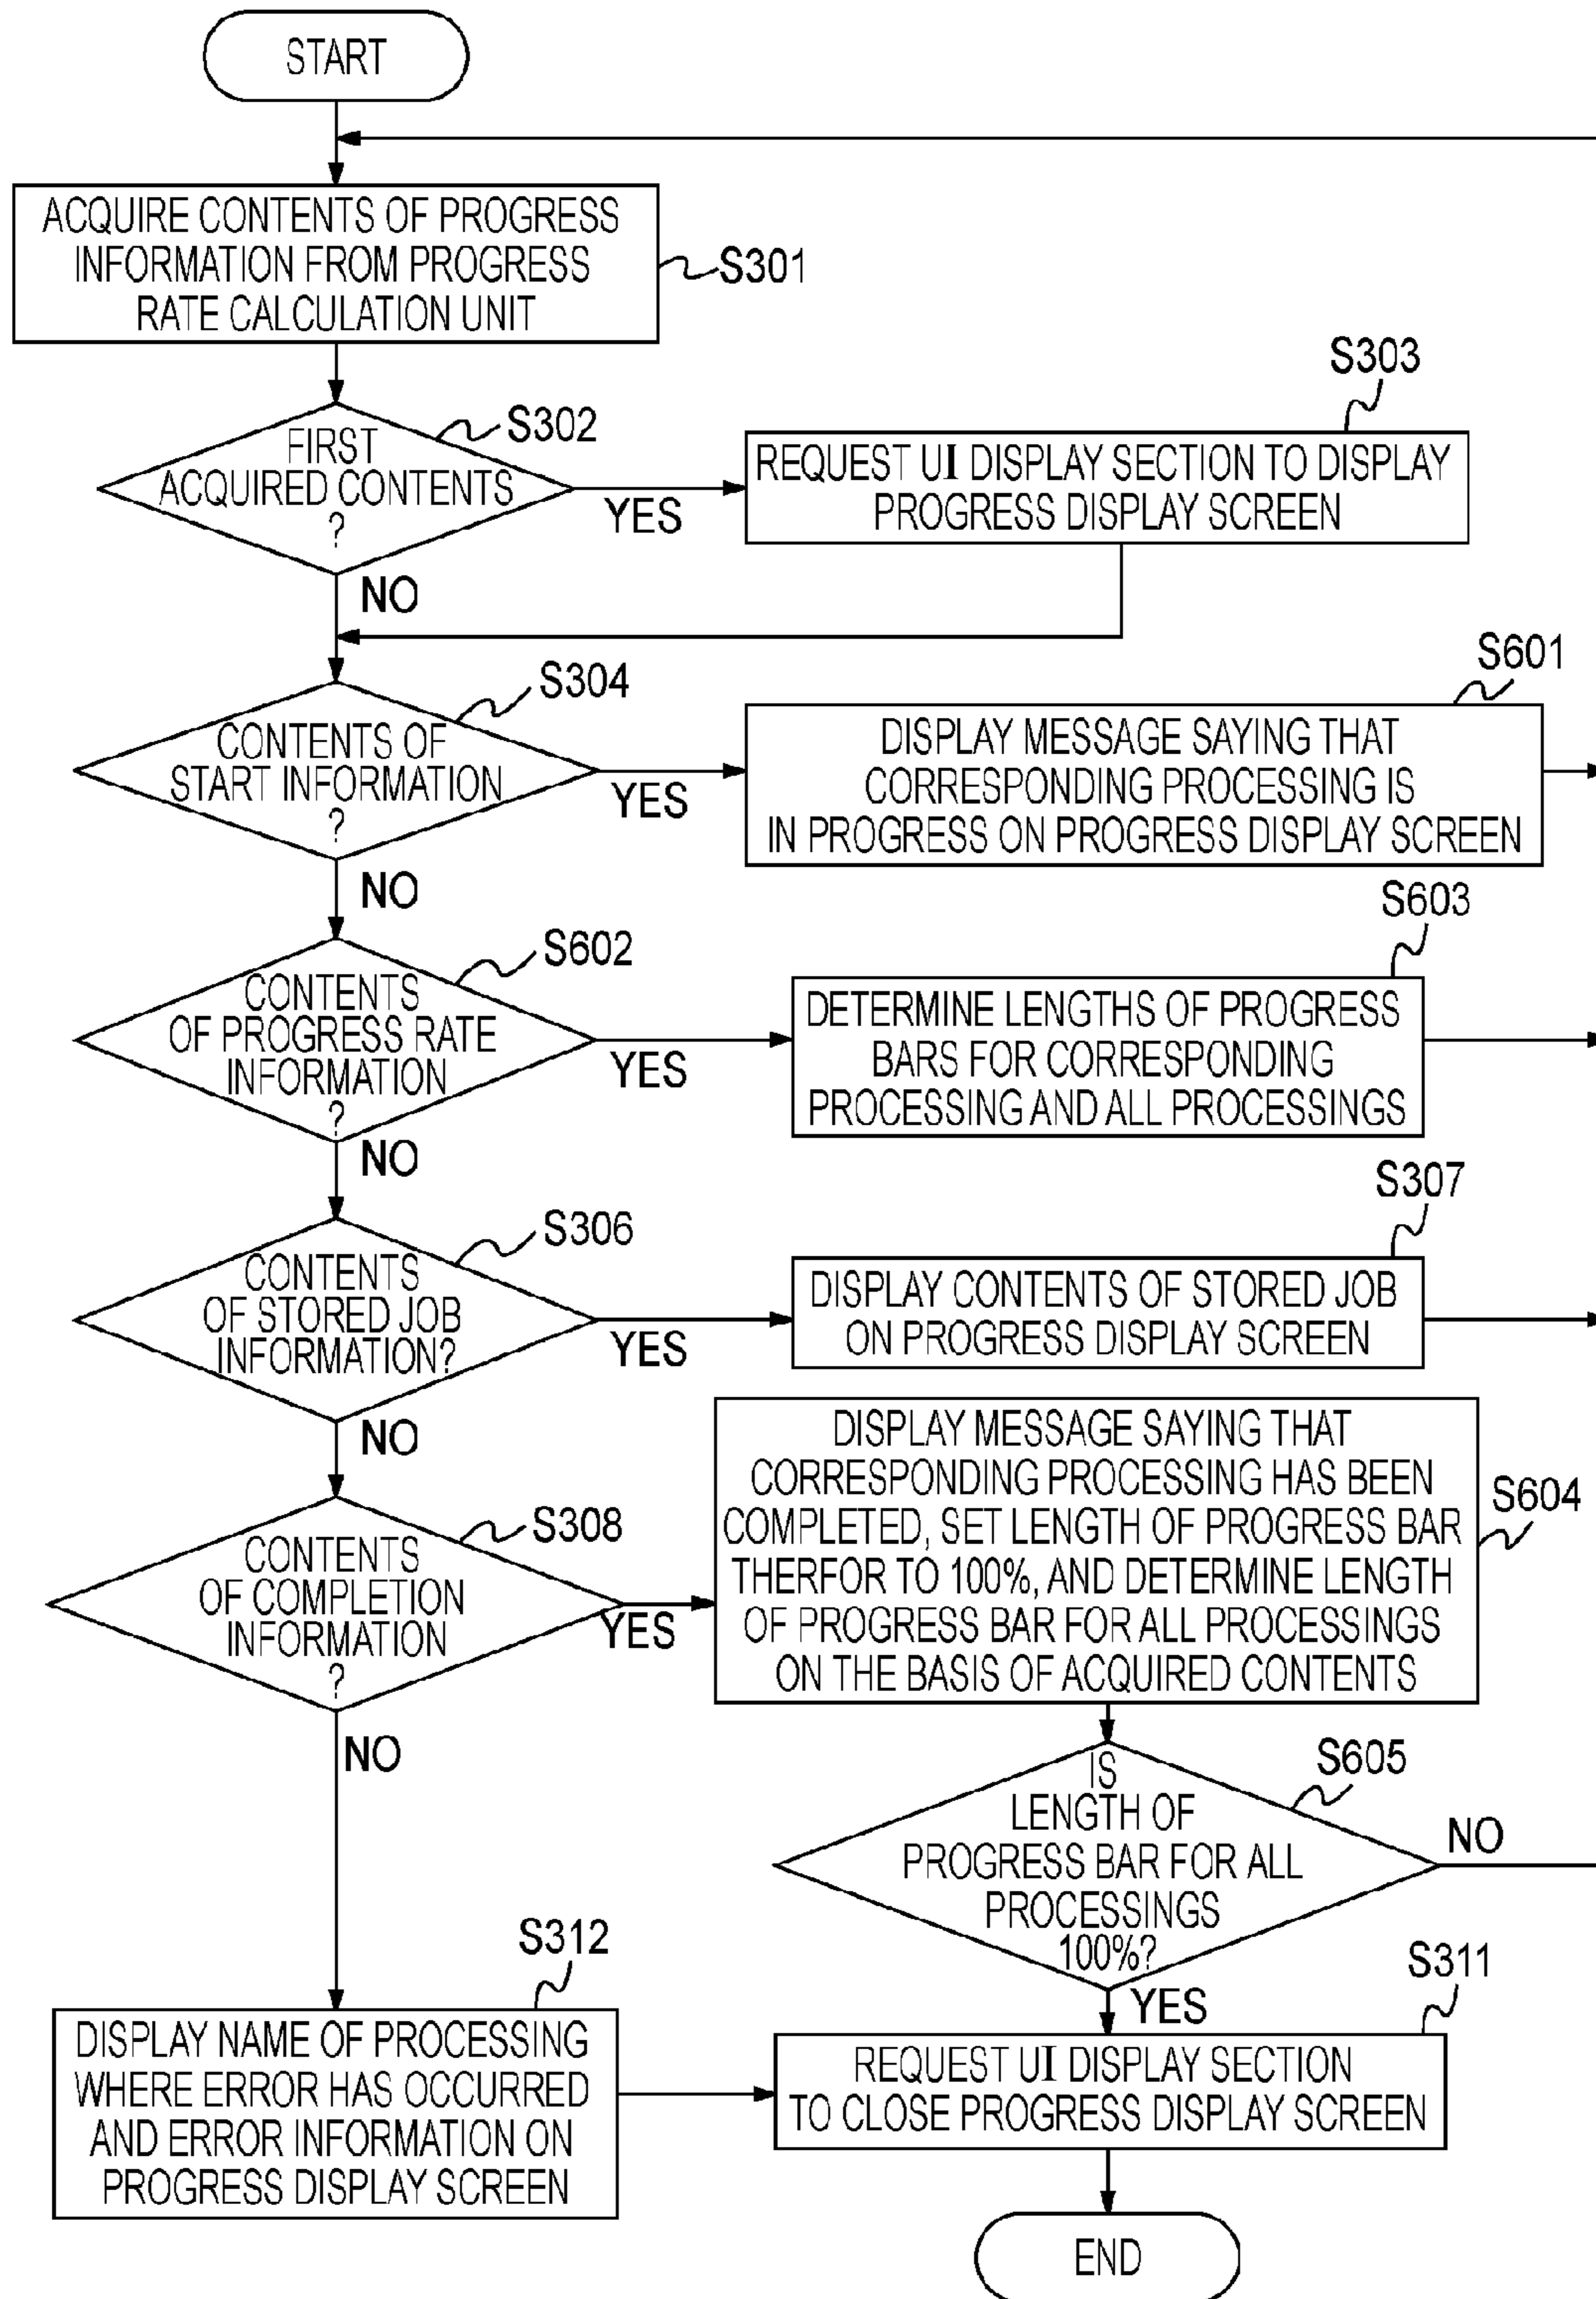 START
ACQUIRE CONTENTS OF PROGRESS
INFORMATION FROM PROGRESS
RATE CALCULATION UNIT
S301
FIRST
ACQUIRED CONTENTS
?
S302
YES
NO
S303
REQUEST UI DISPLAY SECTION TO DISPLAY
PROGRESS DISPLAY SCREEN
CONTENTS OF
START INFORMATION
?
S304
YES
NO
S601
DISPLAY MESSAGE SAYING THAT
CORRESPONDING PROCESSING IS
IN PROGRESS ON PROGRESS DISPLAY SCREEN
CONTENTS
OF PROGRESS RATE
INFORMATION
?
S602
YES
NO
S603
DETERMINE LENGTHS OF PROGRESS
BARS FOR CORRESPONDING
PROCESSING AND ALL PROCESSINGS
CONTENTS
OF STORED JOB
INFORMATION?
S306
YES
NO
S307
DISPLAY CONTENTS OF STORED JOB
ON PROGRESS DISPLAY SCREEN
CONTENTS
OF COMPLETION
INFORMATION
?
S308
YES
NO
DISPLAY MESSAGE SAYING THAT
CORRESPONDING PROCESSING HAS BEEN
COMPLETED, SET LENGTH OF PROGRESS BAR
THERFOR TO 100%, AND DETERMINE LENGTH
OF PROGRESS BAR FOR ALL PROCESSINGS
ON THE BASIS OF ACQUIRED CONTENTS
S604
IS
LENGTH OF
PROGRESS BAR FOR ALL
PROCESSINGS
100%?
S605
NO
YES
S312
DISPLAY NAME OF PROCESSING
WHERE ERROR HAS OCCURRED
AND ERROR INFORMATION ON
PROGRESS DISPLAY SCREEN
S311
REQUEST UI DISPLAY SECTION
TO CLOSE PROGRESS DISPLAY SCREEN
END